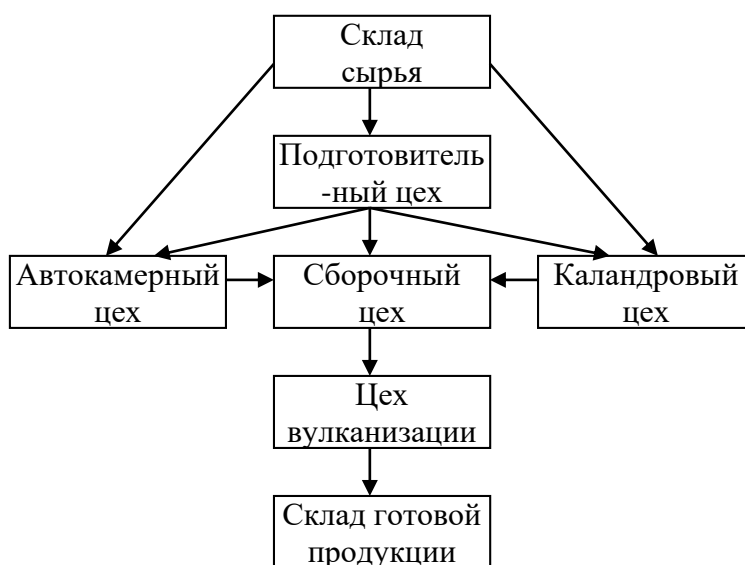 Склад
сырья
Подготовитель
-ный цех
Автокамерный
цех
Сборочный
цех
Каландровый
цех
Цех
вулканизации
Склад готовой
продукции